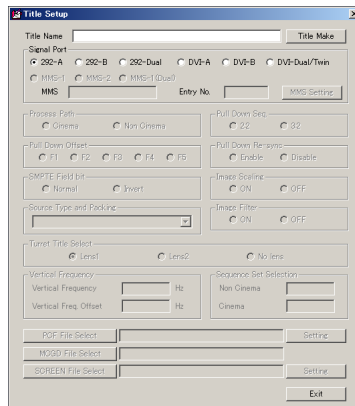 Title Setup
Title Name Title Make
Signal Port
292-A 292-B 292-Dual DVI-A DVI-B DVI-Dual/Twin
MMS-1 MMS-2 MMS-1(Dual)
MMS Entry No. MMS Setting
Process Path Pull Down Seq.
Cinema Non Cinema 22 32
Pull Down Offset Pull Down Re-sync
F1 F2 F3 F4 F5 Enable Disable
SMPTE Field bit Image Scaling
Normal Invert ON OFF
Source Type and Packing Image Filter
ON OFF
Turret Title Select
Lens1 Lens2 No lens
Vertical Frequency Sequence Set Selection
Vertical Frequency Hz Non Cinema
Vertical Freq. Offset Hz Cinema
PCF File Select Setting
MCGD File Select
SCREEN File Select Setting
Exit